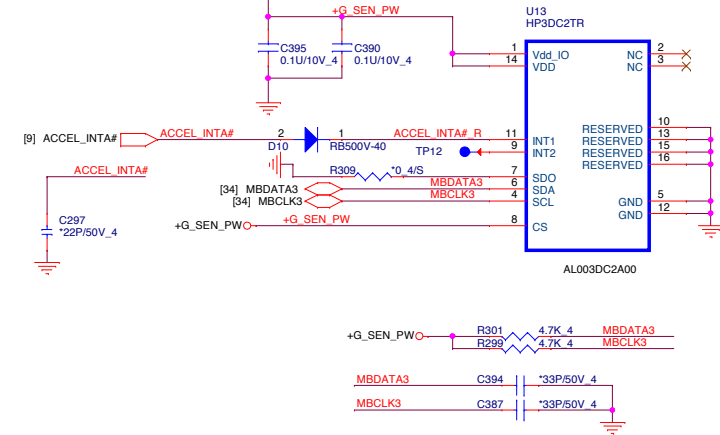 +G_SEN_PW
U13
HP3DC2TR
C395
0.1U/10V_4
C390
0.1U/10V_4
1
14
Vdd_IO
VDD
NC
NC
2
3
[9] ACCEL_INTA#
ACCEL_INTA#
2
D10
1
RB500V-40
ACCEL_INTA#_R
TP12
11
9
INT1
INT2
RESERVED
RESERVED
RESERVED
RESERVED
10
13
15
16
ACCEL_INTA#
R309
*0_4/S
7
SDO
[34] MBDATA3
MBDATA3
6
SDA
[34] MBCLK3
MBCLK3
4
SCL
GND
GND
5
12
C297
*22P/50V_4
+G_SEN_PW
+G_SEN_PW
8
CS
AL003DC2A00
+G_SEN_PW
R301
4.7K_4
MBDATA3
R299
4.7K_4
MBCLK3
MBDATA3
C394
*33P/50V_4
MBCLK3
C387
*33P/50V_4